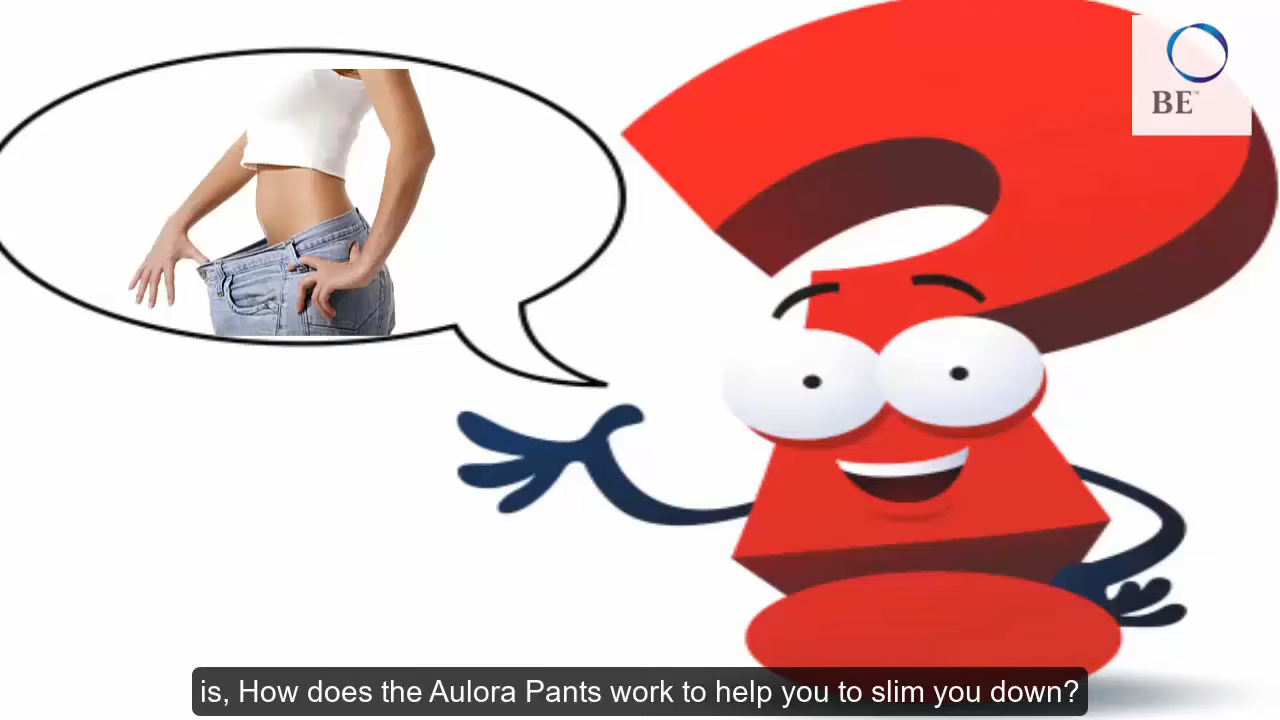 BE™
is, How does the Aulora Pants work to help you to slim you down?